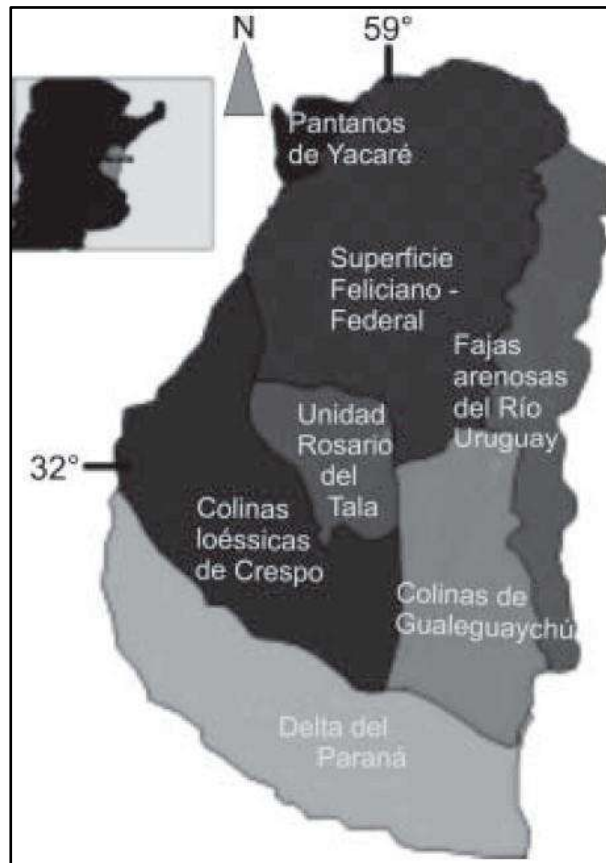 N
59°
Pantanos
de Yacaré
Superficie
Feliciano -
Federal
Fajas
arenosas
del Río
Uruguay
Unidad
Rosario
del
Tala
32°
Colinas
loéssicas
de Crespo
Colinas de
Gualeguaychú
Delta del
Paraná